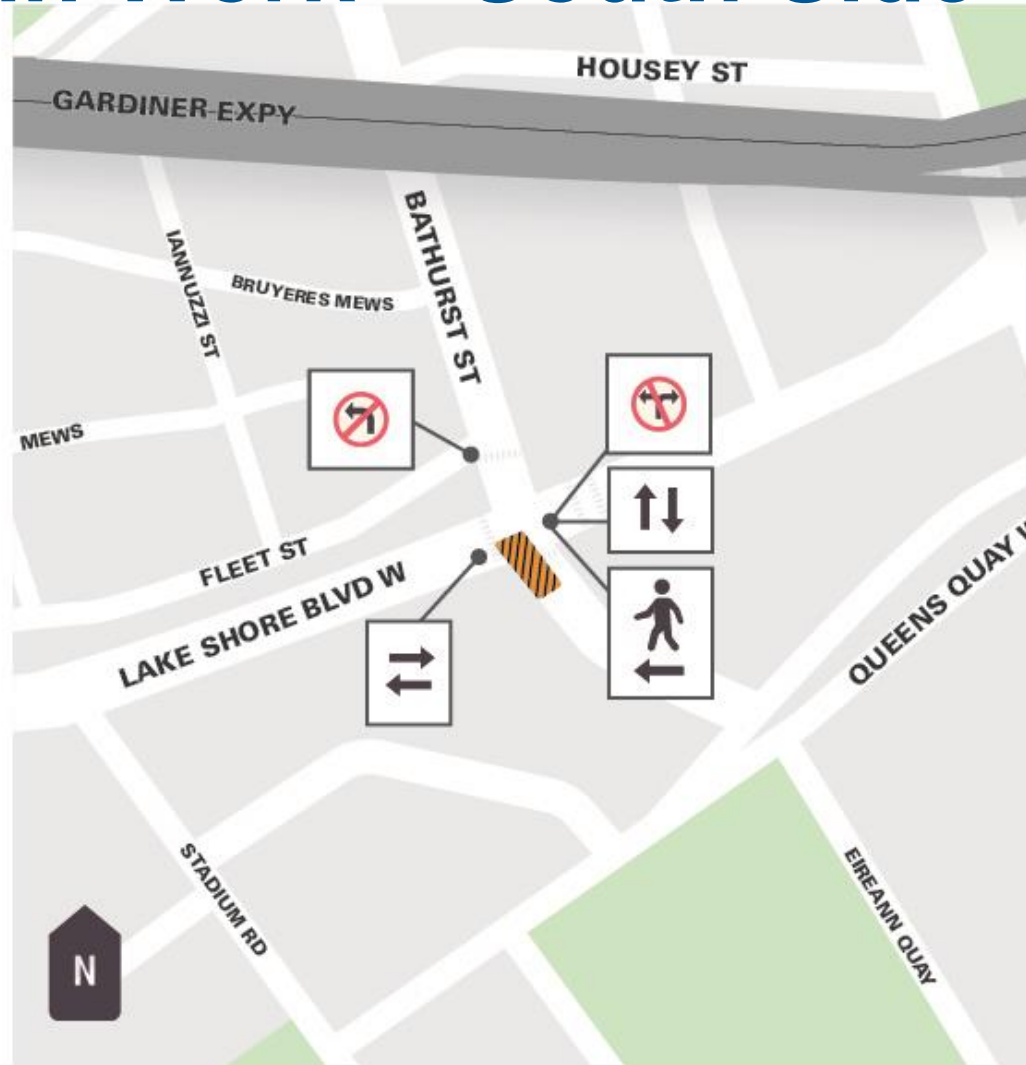 HOUSEY ST
GARDINER EXPY
BATHURST ST
IANNUZZI ST
BRUYERES MEWS
MEWS
FLEET ST
LAKE SHORE BLVD W
QUEENS QUAY
STADIUM RD
EIREANN QUAY
N